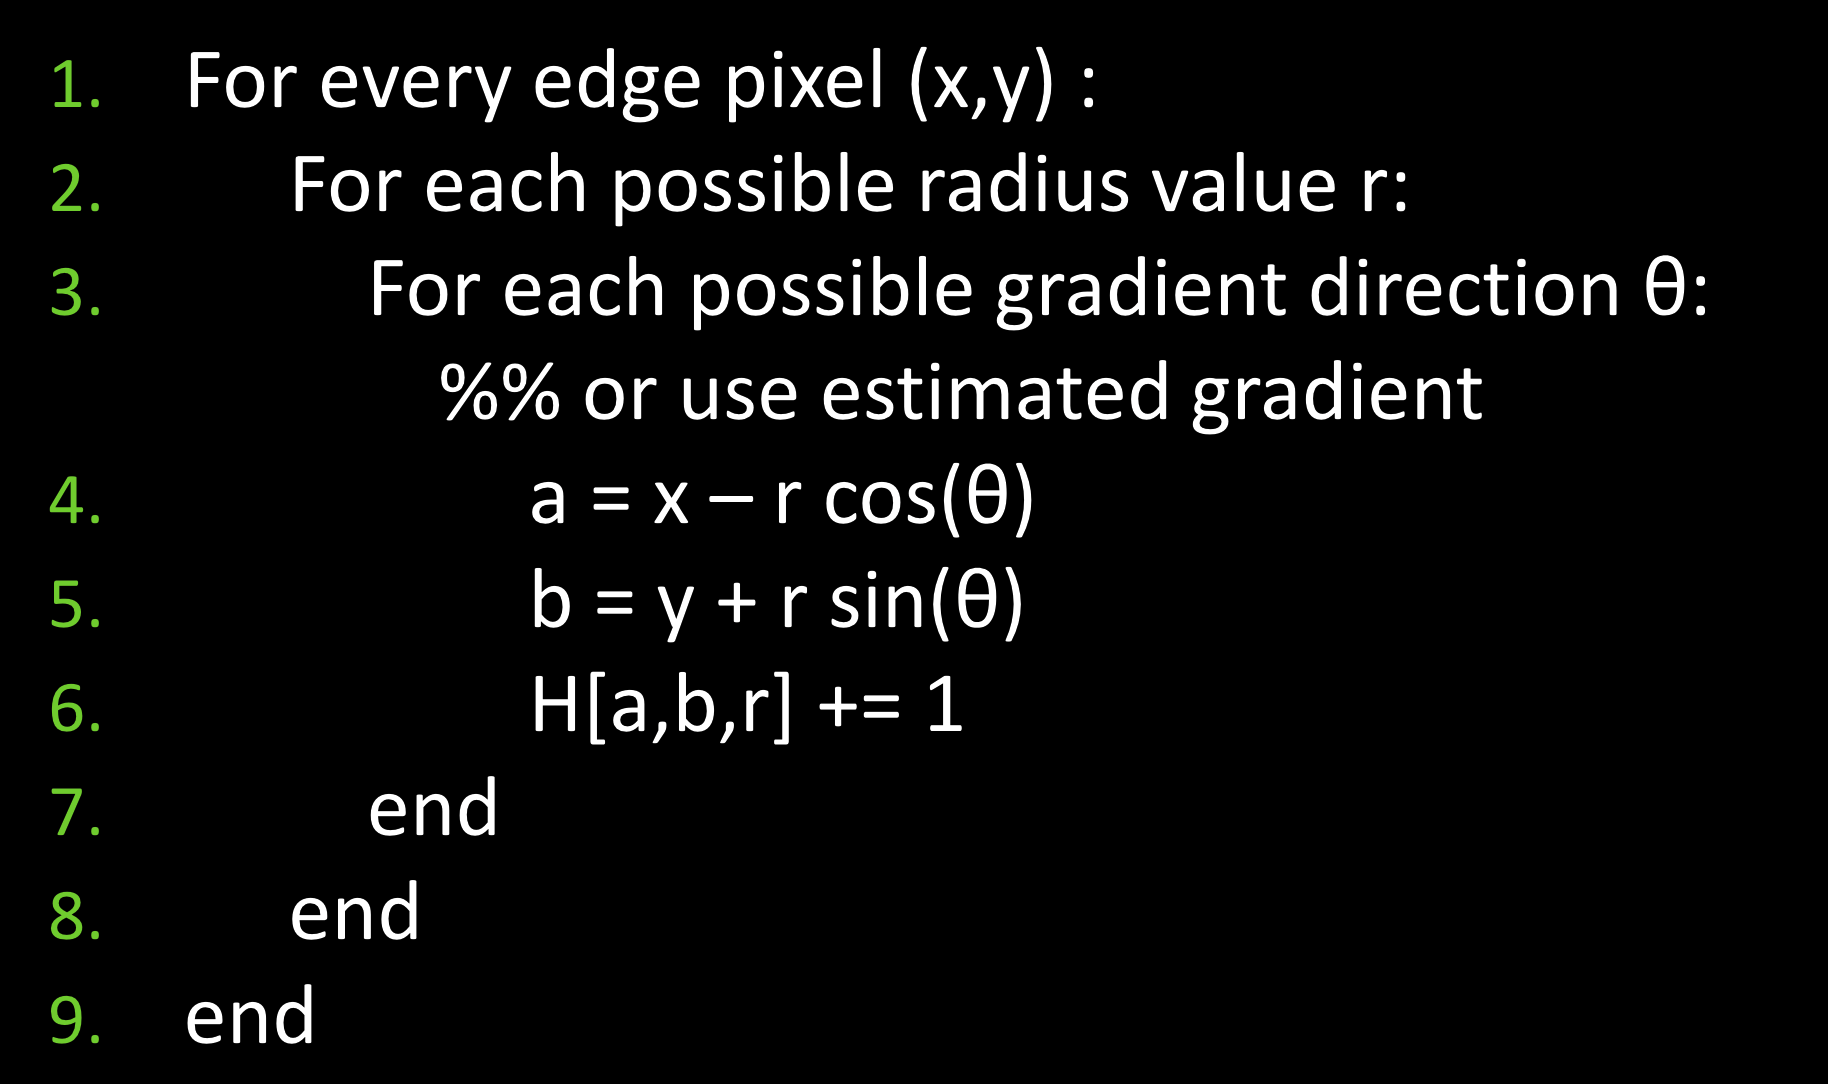 1. For every edge pixel (x,y) :
2. For each possible radius value r:
3. For each possible gradient direction θ:
%% or use estimated gradient
4. a = x – r cos(θ)
5. b = y + r sin(θ)
6. H[a,b,r] += 1
7. end
8. end
9. end